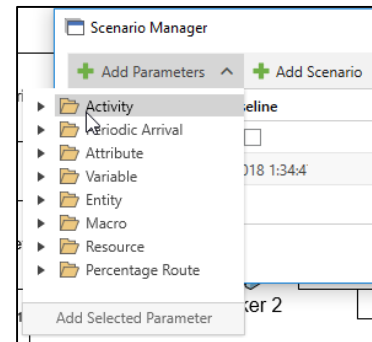 Scenario Manager
Add Parameters Add Scenario
Activity eline
Periodic Arrival
Attribute 018 1:34:4
Variable
Entity
Macro
Resource
Percentage Route
Add Selected Parameter ker 2